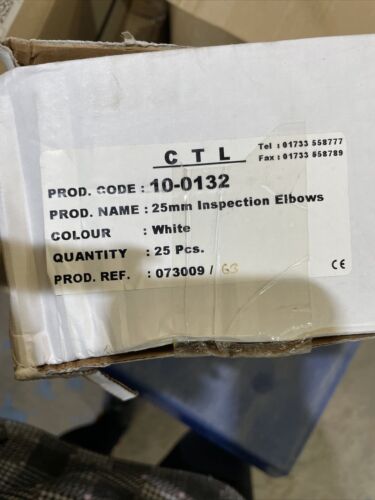 C T L
Tel : 01733 558777
Fax : 01733 558789
PROD. CODE : 10-0132
PROD. NAME : 25mm Inspection Elbows
COLOUR : White
QUANTITY : 25 Pcs.
PROD. REF. : 073009 / G3
CE